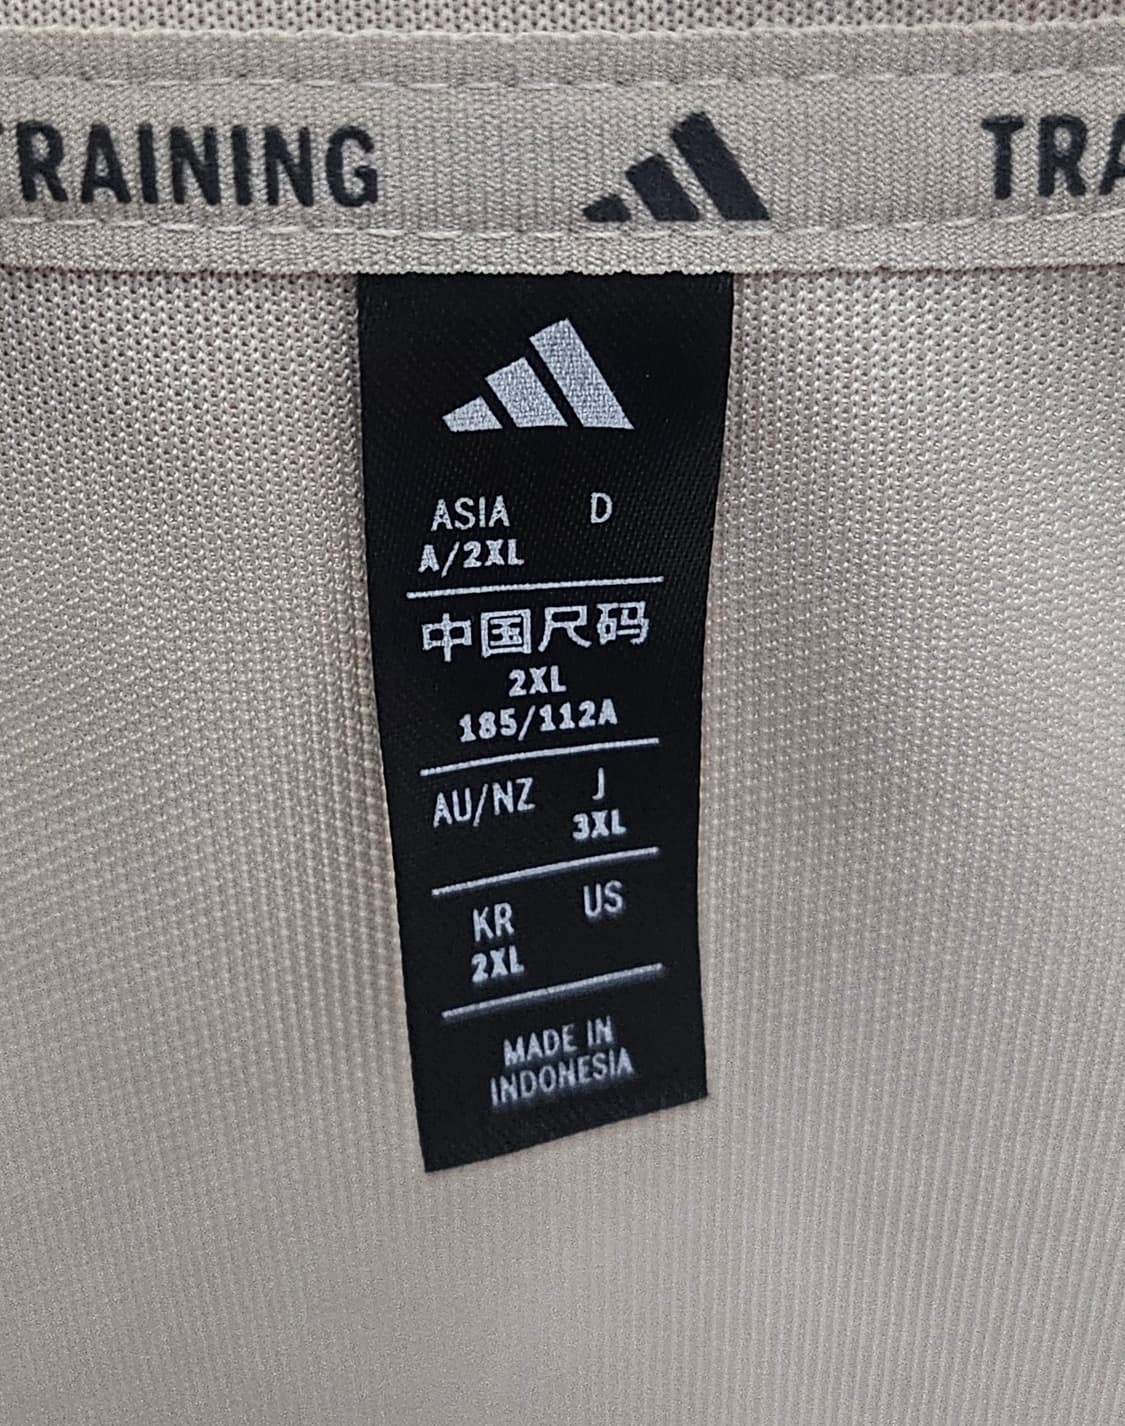 TRAINING TRA
ASIA D
A/2XL
中国尺码
2XL
185/112A
AU/NZ J
3XL
KR US
2XL
MADE IN
INDONESIA